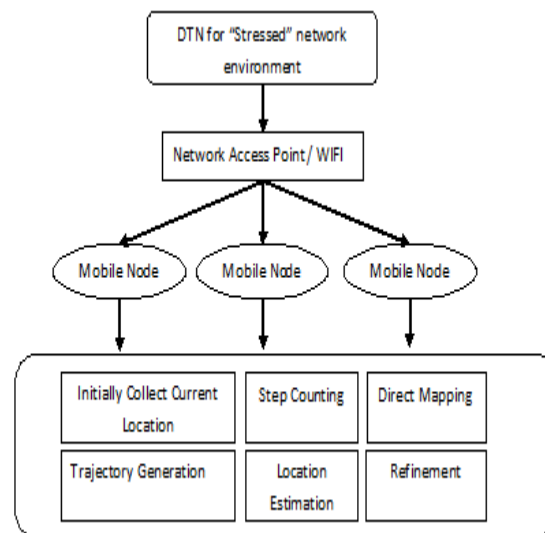 DTN for “Stressed” network
environment
Network Access Point / WIFI
Mobile Node
Mobile Node
Mobile Node
Initially Collect Current
Location
Step Counting
Direct Mapping
Trajectory Generation
Location
Estimation
Refinement